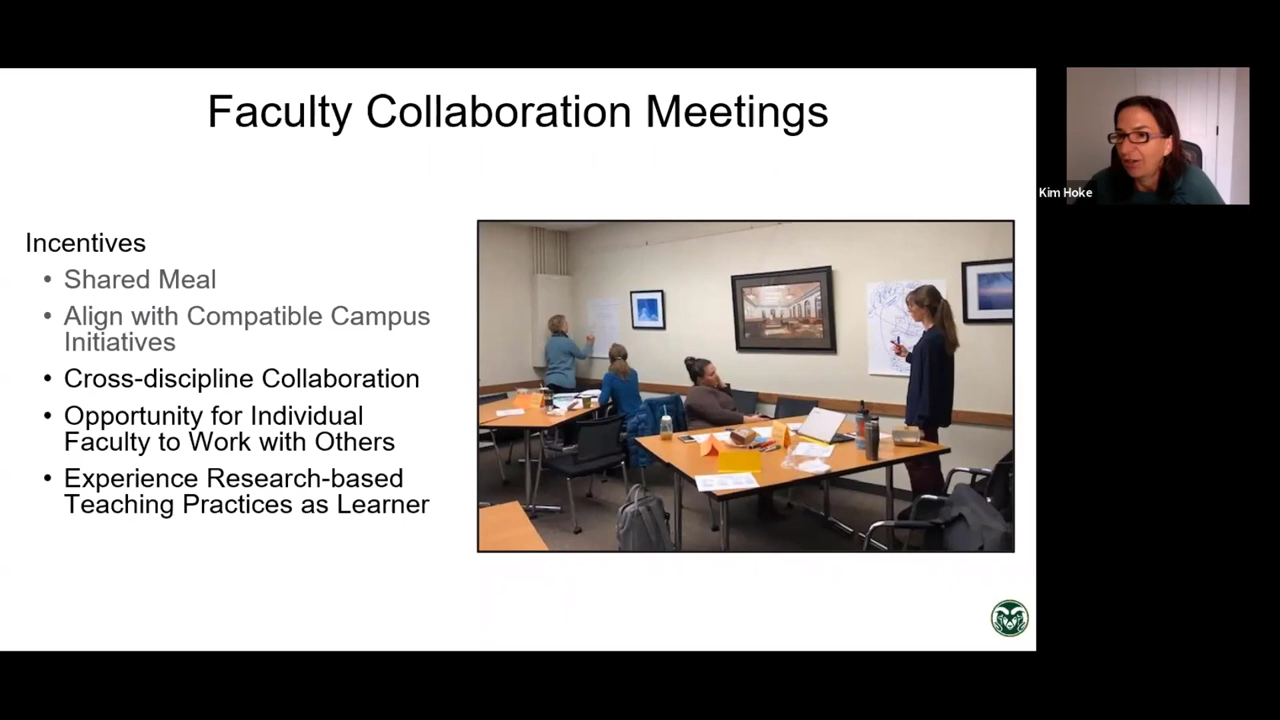 Faculty Collaboration Meetings
Kim Hoke
Incentives
• Shared Meal
• Align with Compatible Campus
Initiatives
• Cross-discipline Collaboration
• Opportunity for Individual
Faculty to Work with Others
• Experience Research-based
Teaching Practices as Learner